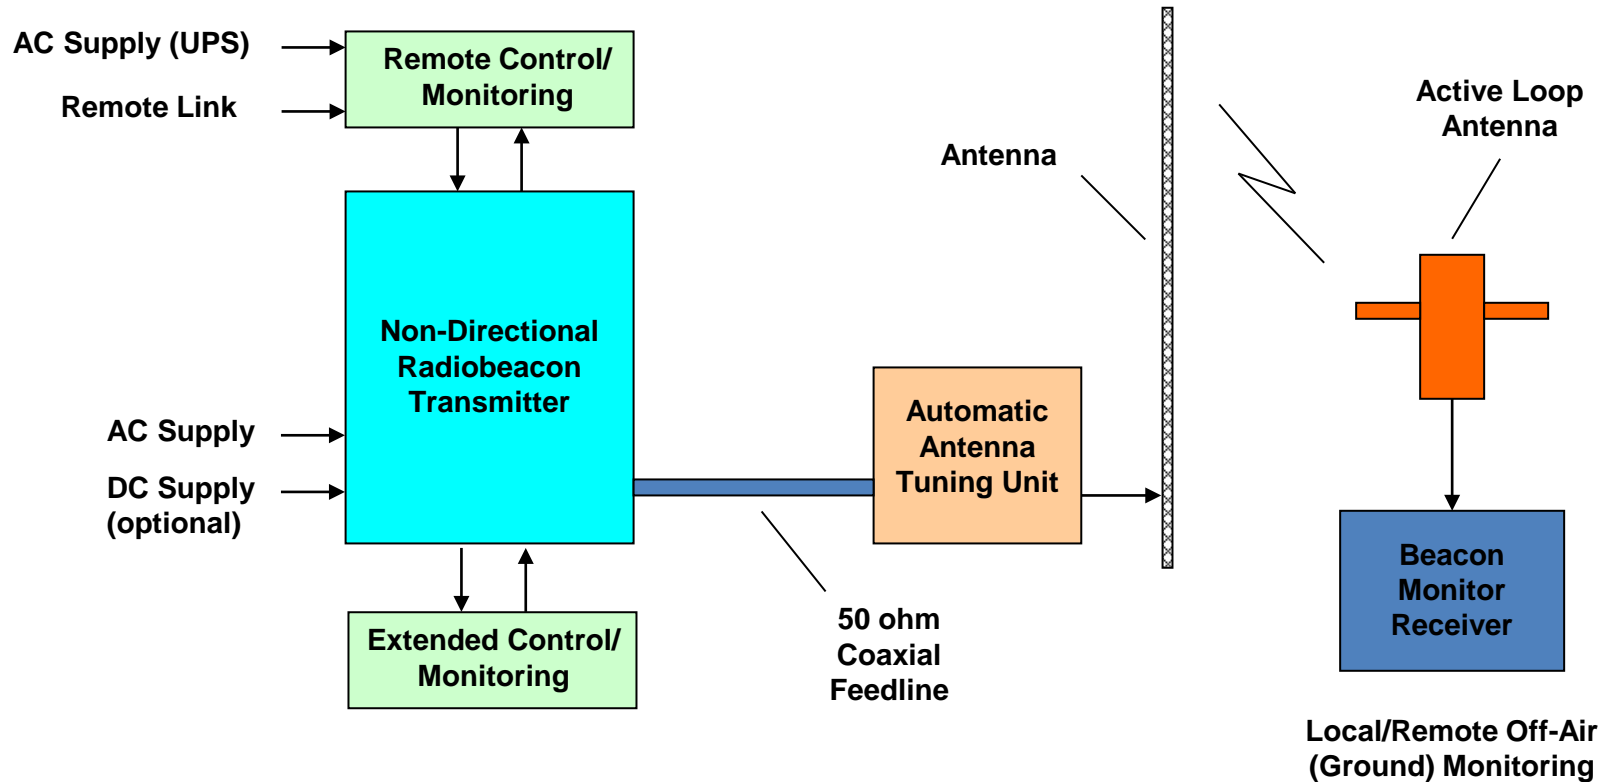 AC Supply (UPS)
Remote Link
Remote Control/
Monitoring
Antenna
Active Loop
Antenna
Non-Directional
Radiobeacon
Transmitter
AC Supply
DC Supply
(optional)
Automatic
Antenna
Tuning Unit
Beacon
Monitor
Receiver
50 ohm
Coaxial
Feedline
Extended Control/
Monitoring
Local/Remote Off-Air
(Ground) Monitoring